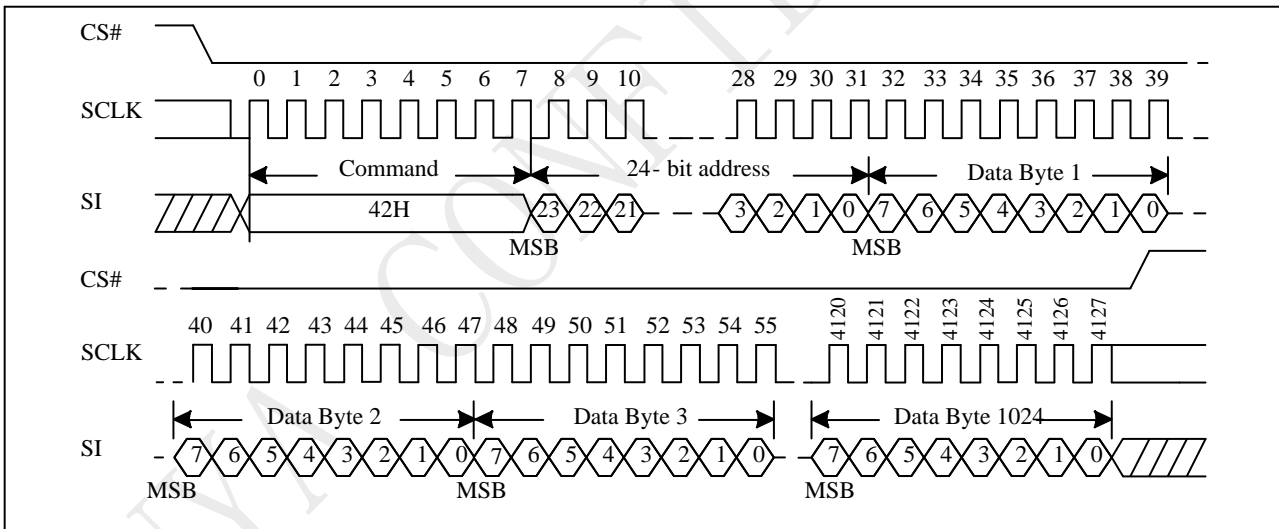 CS#
0 1 2 3 4 5 6 7 8 9 10 28 29 30 31 32 33 34 35 36 37 38 39
SCLK
Command 24- bit address Data Byte 1
SI 42H 23 22 21 3 2 1 0 7 6 5 4 3 2 1 0
MSB MSB
CS#
40 41 42 43 44 45 46 47 48 49 50 51 52 53 54 55 4120 4121 4122 4123 4124 4125 4126 4127
SCLK
Data Byte 2 Data Byte 3 Data Byte 1024
SI 7 6 5 4 3 2 1 0 7 6 5 4 3 2 1 0 7 6 5 4 3 2 1 0
MSB MSB MSB